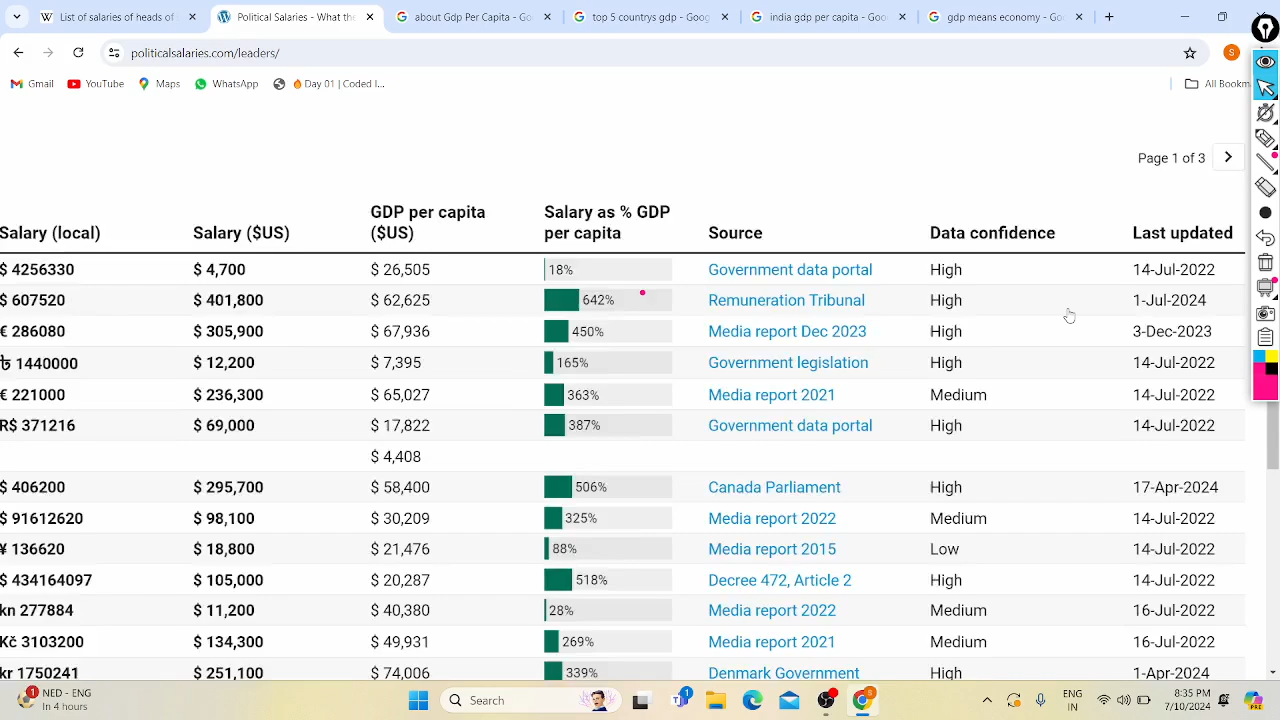 List of salaries of heads of
Political Salaries - List of the
about GDp Per Capita - Go
top 5 countrys gdp - Goo
india gdp per capita - Goo
gdp means economy - Go
politicalsalaries.com/leaders/
S
Gmail YouTube Maps WhatsApp 🔥 Day 01 | Coded I... All Bookm
Page 1 of 3
Salary (local) Salary ($US) GDP per capita ($US) Salary as % GDP per capita Source Data confidence Last updated
$ 4256330 $ 4,700 $ 26,505 18% Government data portal High 14-Jul-2022
$ 607520 $ 401,800 $ 62,625 642% Remuneration Tribunal High 1-Jul-2024
€ 286080 $ 305,900 $ 67,936 450% Media report Dec 2023 High 3-Dec-2023
৳ 1440000 $ 12,200 $ 7,395 165% Government legislation High 14-Jul-2022
€ 221000 $ 236,300 $ 65,027 363% Media report 2021 Medium 14-Jul-2022
R$ 371216 $ 69,000 $ 17,822 387% Government data portal High 14-Jul-2022
$ 4,408
$ 406200 $ 295,700 $ 58,400 506% Canada Parliament High 17-Apr-2024
$ 91612620 $ 98,100 $ 30,209 325% Media report 2022 Medium 14-Jul-2022
¥ 136620 $ 18,800 $ 21,476 88% Media report 2015 Low 14-Jul-2022
$ 434164097 $ 105,000 $ 20,287 518% Decree 472, Article 2 High 14-Jul-2022
kn 277884 $ 11,200 $ 40,380 28% Media report 2022 Medium 16-Jul-2022
Kč 3103200 $ 134,300 $ 49,931 269% Media report 2021 Medium 16-Jul-2022
kr 1750241 $ 251,100 $ 74,006 339% Denmark Government High 1-Apr-2024
1 NED - ENG
In 4 hours
Search
1
S
ENG
IN
8:35 PM
7/10/2024
PRE